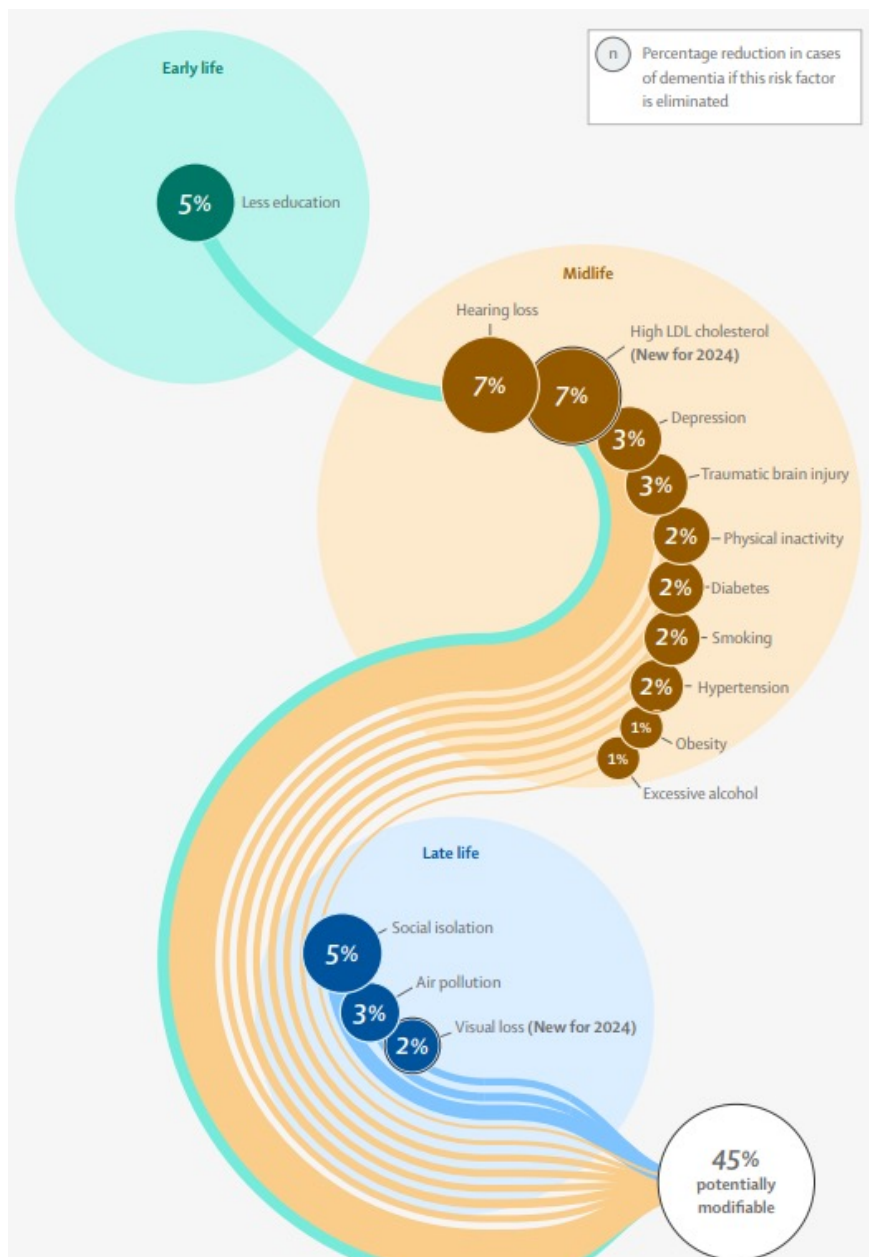 n
Percentage reduction in cases
of dementia if this risk factor
is eliminated
Early life
5%
Less education
Midlife
Hearing loss
7%
High LDL cholesterol
(New for 2024)
7%
Depression
3%
Traumatic brain injury
3%
Physical inactivity
2%
Diabetes
2%
Smoking
2%
Hypertension
2%
Obesity
1%
Excessive alcohol
1%
Late life
Social isolation
5%
Air pollution
3%
Visual loss (New for 2024)
2%
45%
potentially
modifiable